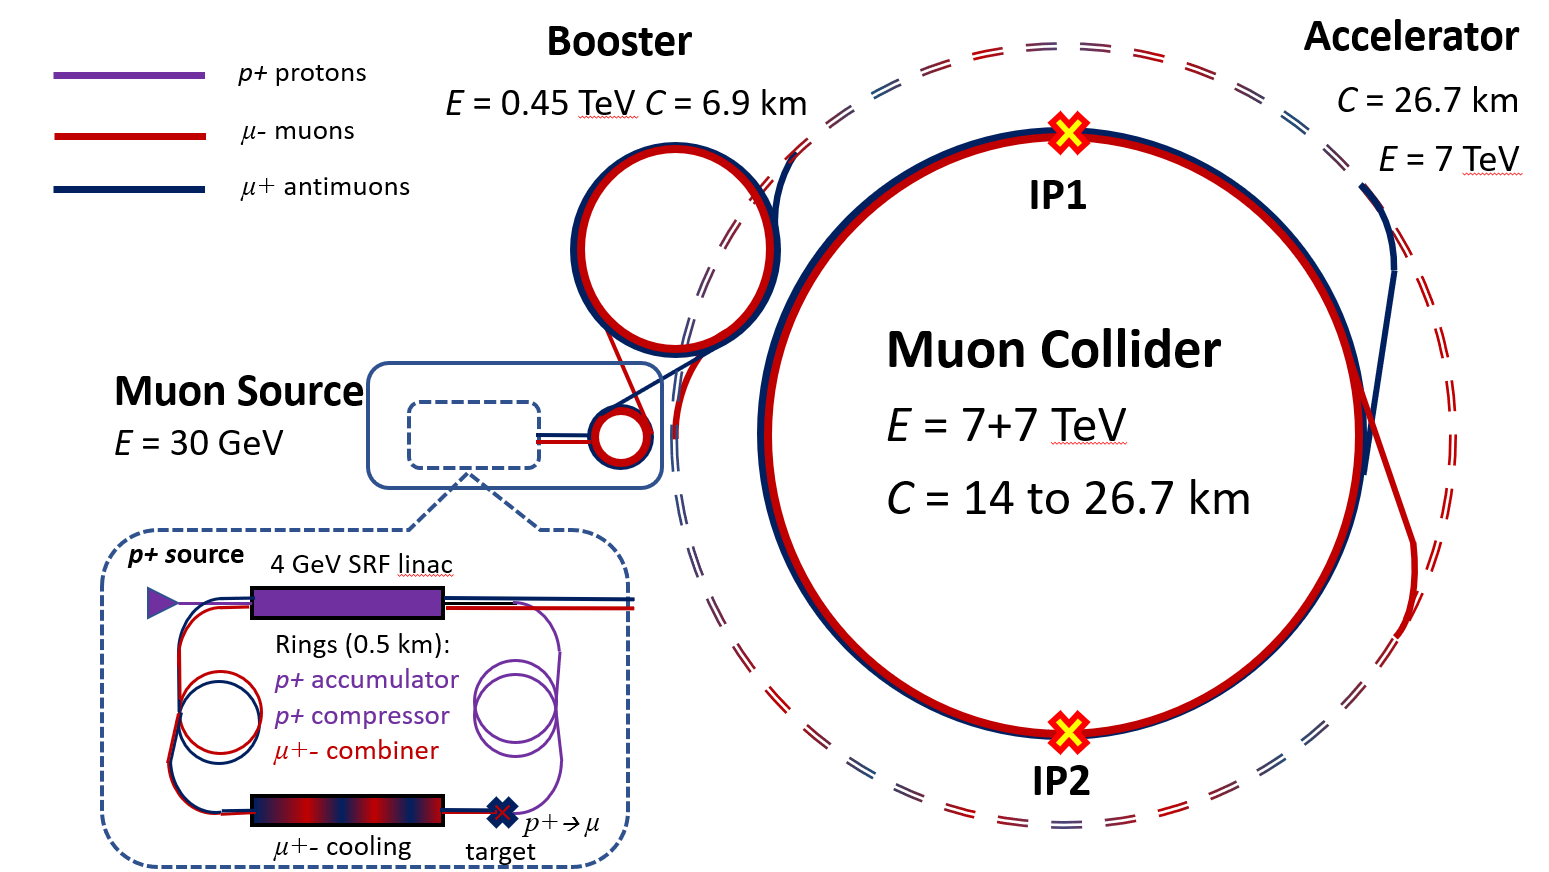 Booster
E = 0.45 TeV C = 6.9 km
Accelerator
C = 26.7 km
E = 7 TeV
p+ protons
μ- muons
μ+ antimuons
IP1
Muon Collider
E = 7+7 TeV
C = 14 to 26.7 km
IP2
Muon Source
E = 30 GeV
p+ source
4 GeV SRF linac
Rings (0.5 km):
p+ accumulator
p+ compressor
μ+- combiner
μ+- cooling
p+→μ
target